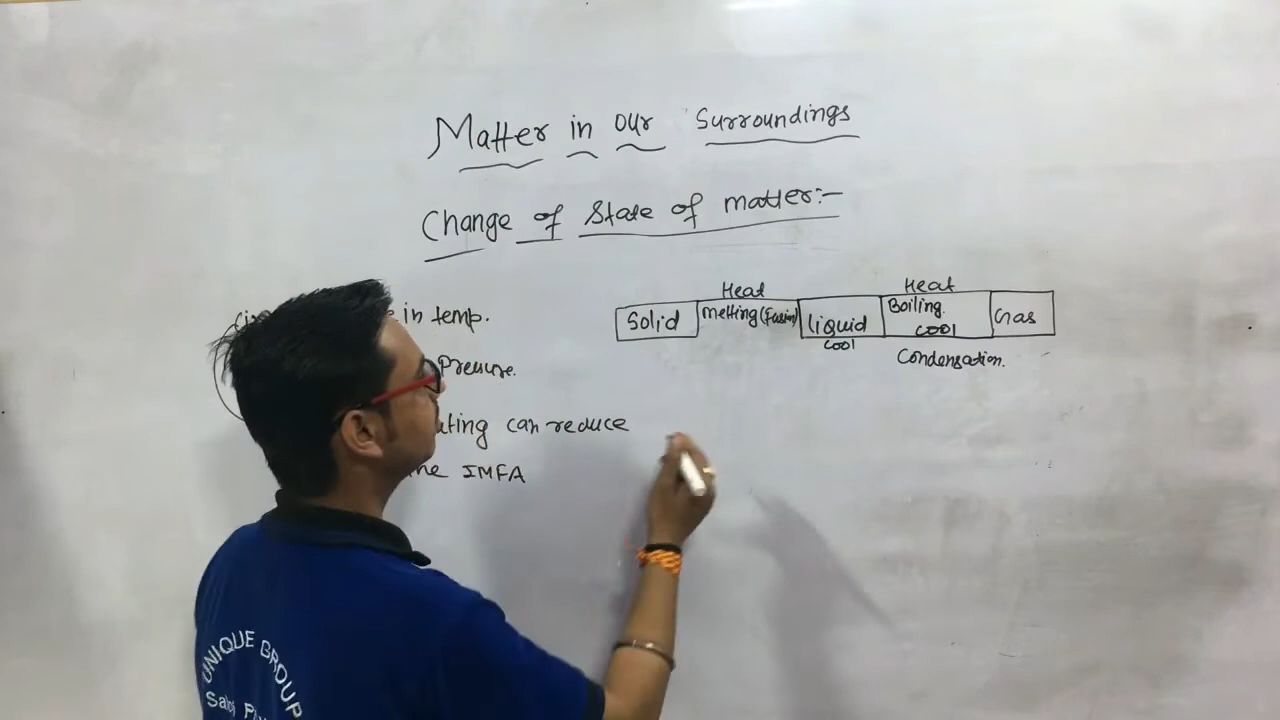 Matter in our Surroundings
Change of State of matter:-
in temp.
Pressure.
can reduce
IMFA
Heat Heat
Solid melting (fusion) liquid Boiling. Gas
cool cool
Condensation.
UNIQUE GROUP